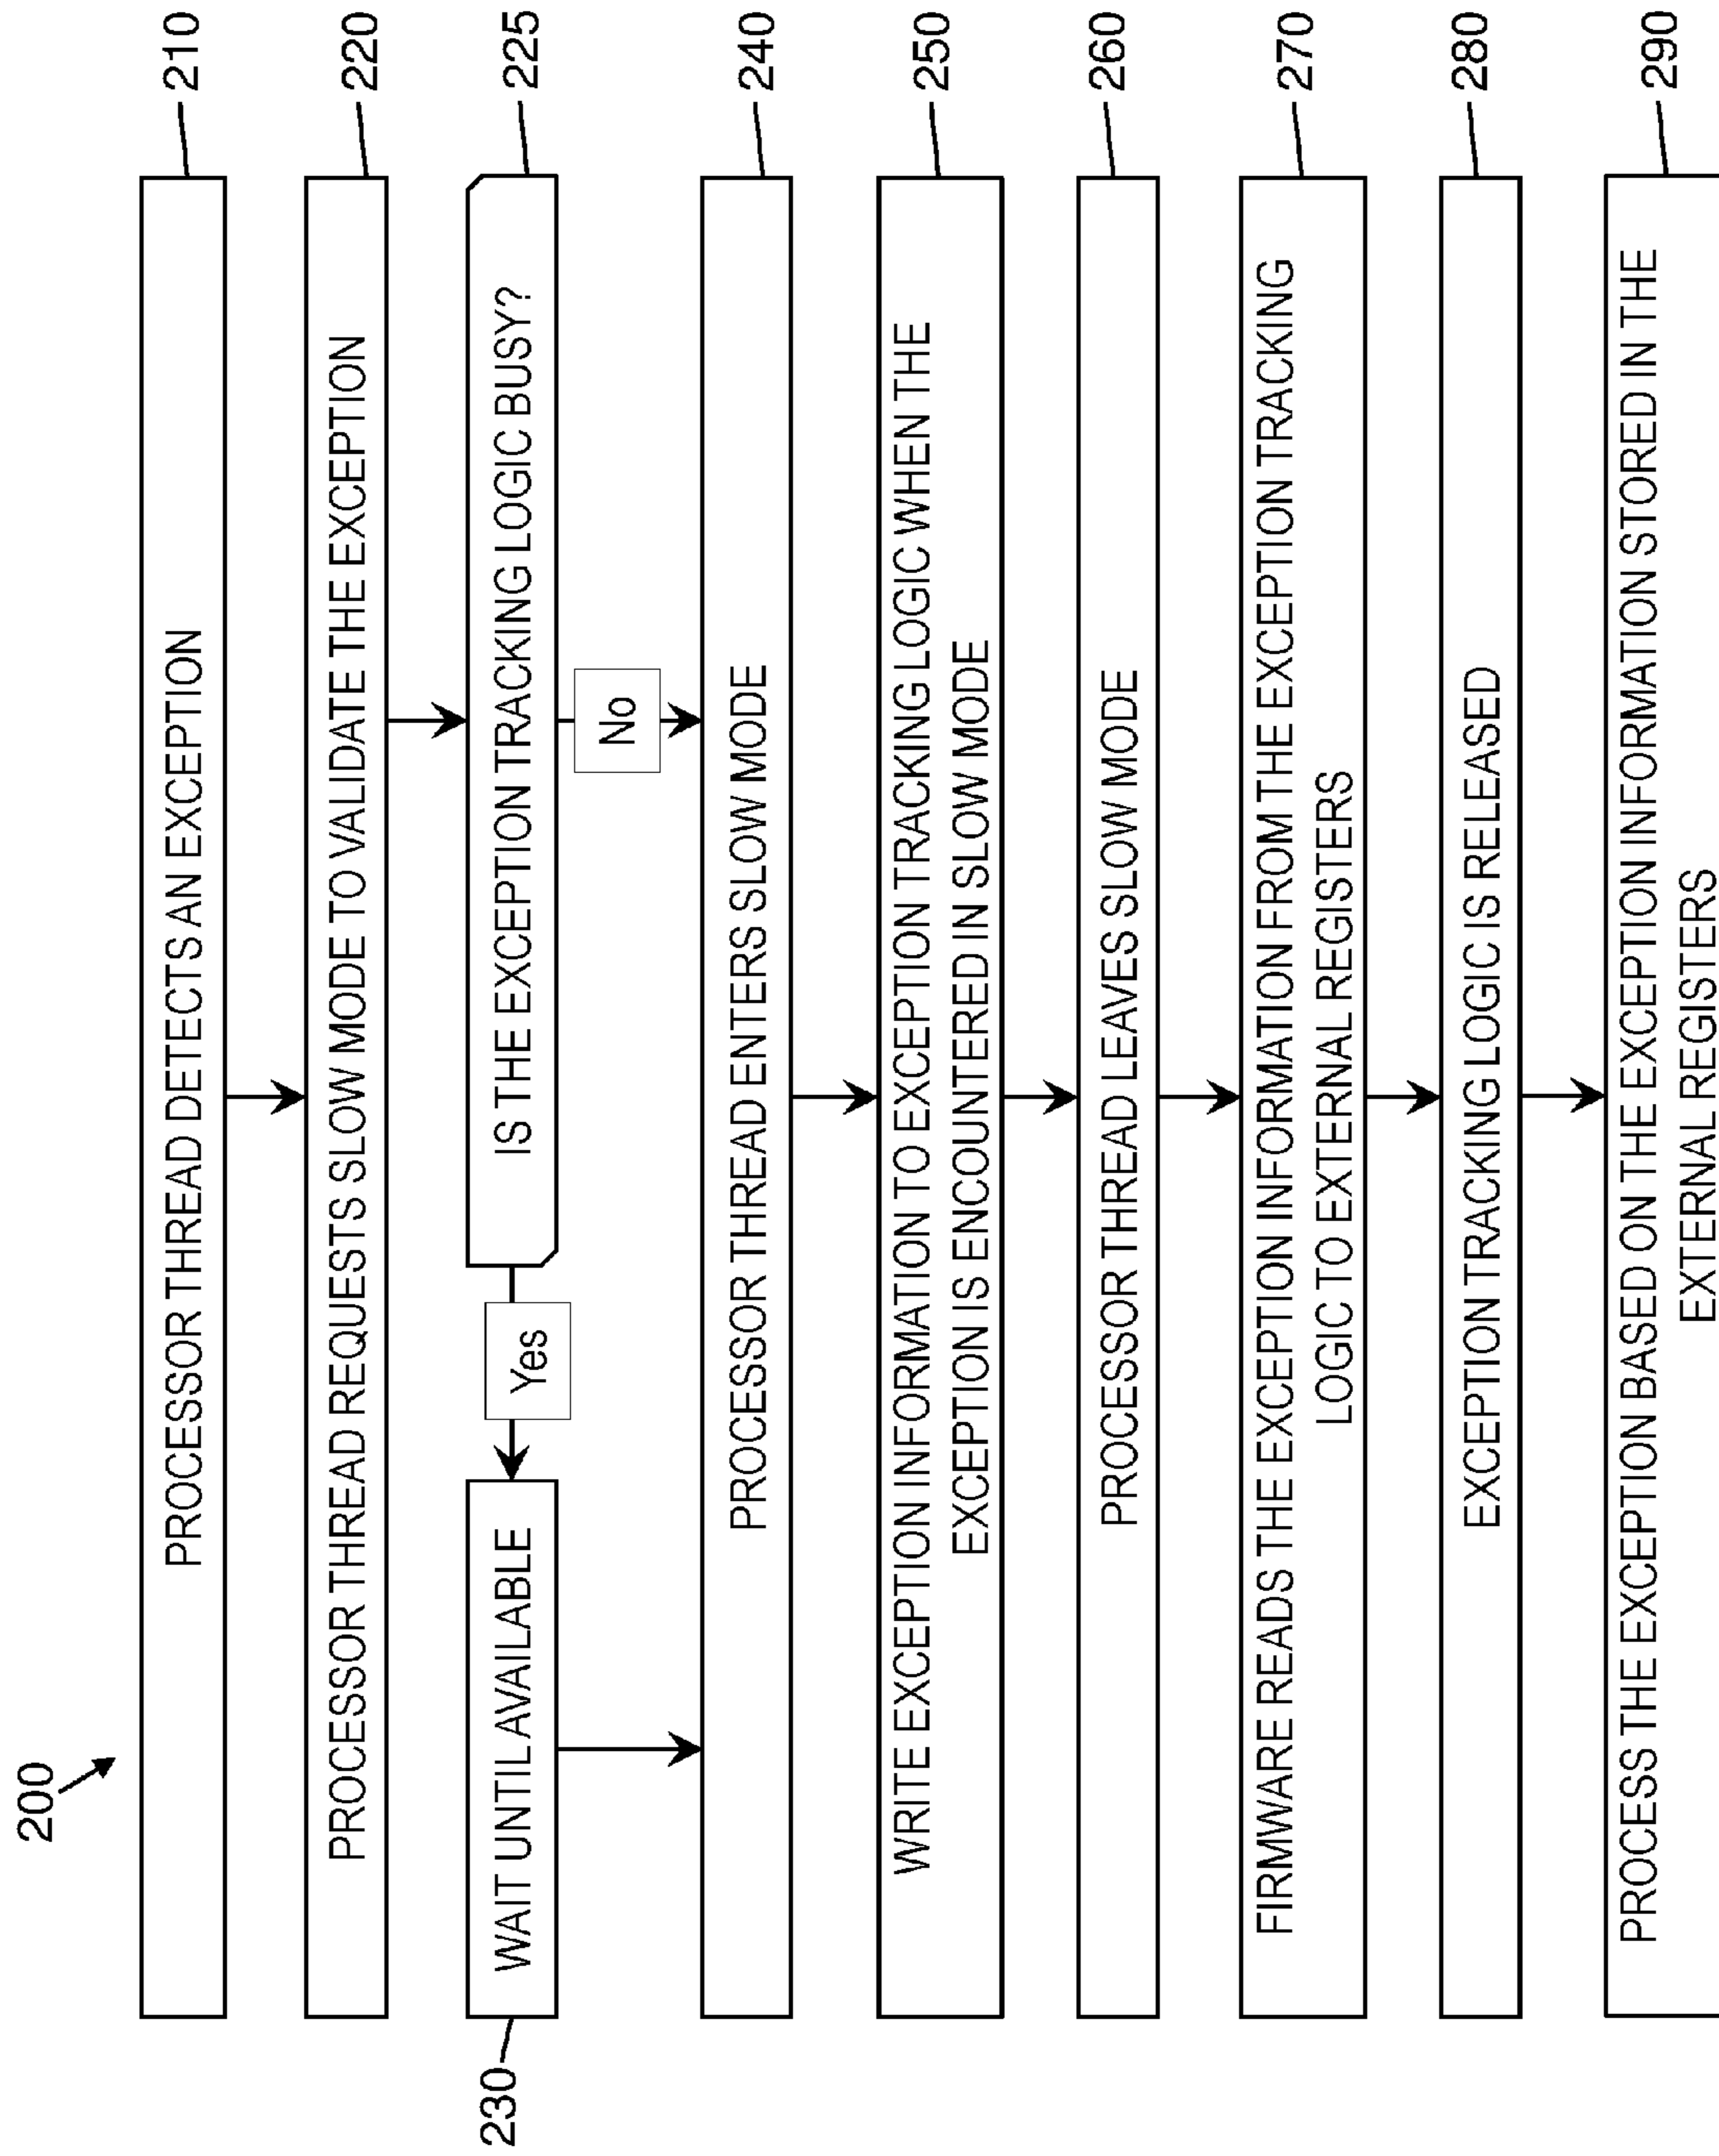 200
PROCESSOR THREAD DETECTS AN EXCEPTION
210
PROCESSOR THREAD REQUESTS SLOW MODE TO VALIDATE THE EXCEPTION
220
230
WAIT UNTIL AVAILABLE
Yes
IS THE EXCEPTION TRACKING LOGIC BUSY?
225
No
PROCESSOR THREAD ENTERS SLOW MODE
240
WRITE EXCEPTION INFORMATION TO EXCEPTION TRACKING LOGIC WHEN THE
EXCEPTION IS ENCOUNTERED IN SLOW MODE
250
PROCESSOR THREAD LEAVES SLOW MODE
260
FIRMWARE READS THE EXCEPTION INFORMATION FROM THE EXCEPTION TRACKING
LOGIC TO EXTERNAL REGISTERS
270
EXCEPTION TRACKING LOGIC IS RELEASED
280
PROCESS THE EXCEPTION BASED ON THE EXCEPTION INFORMATION STORED IN THE
EXTERNAL REGISTERS
290